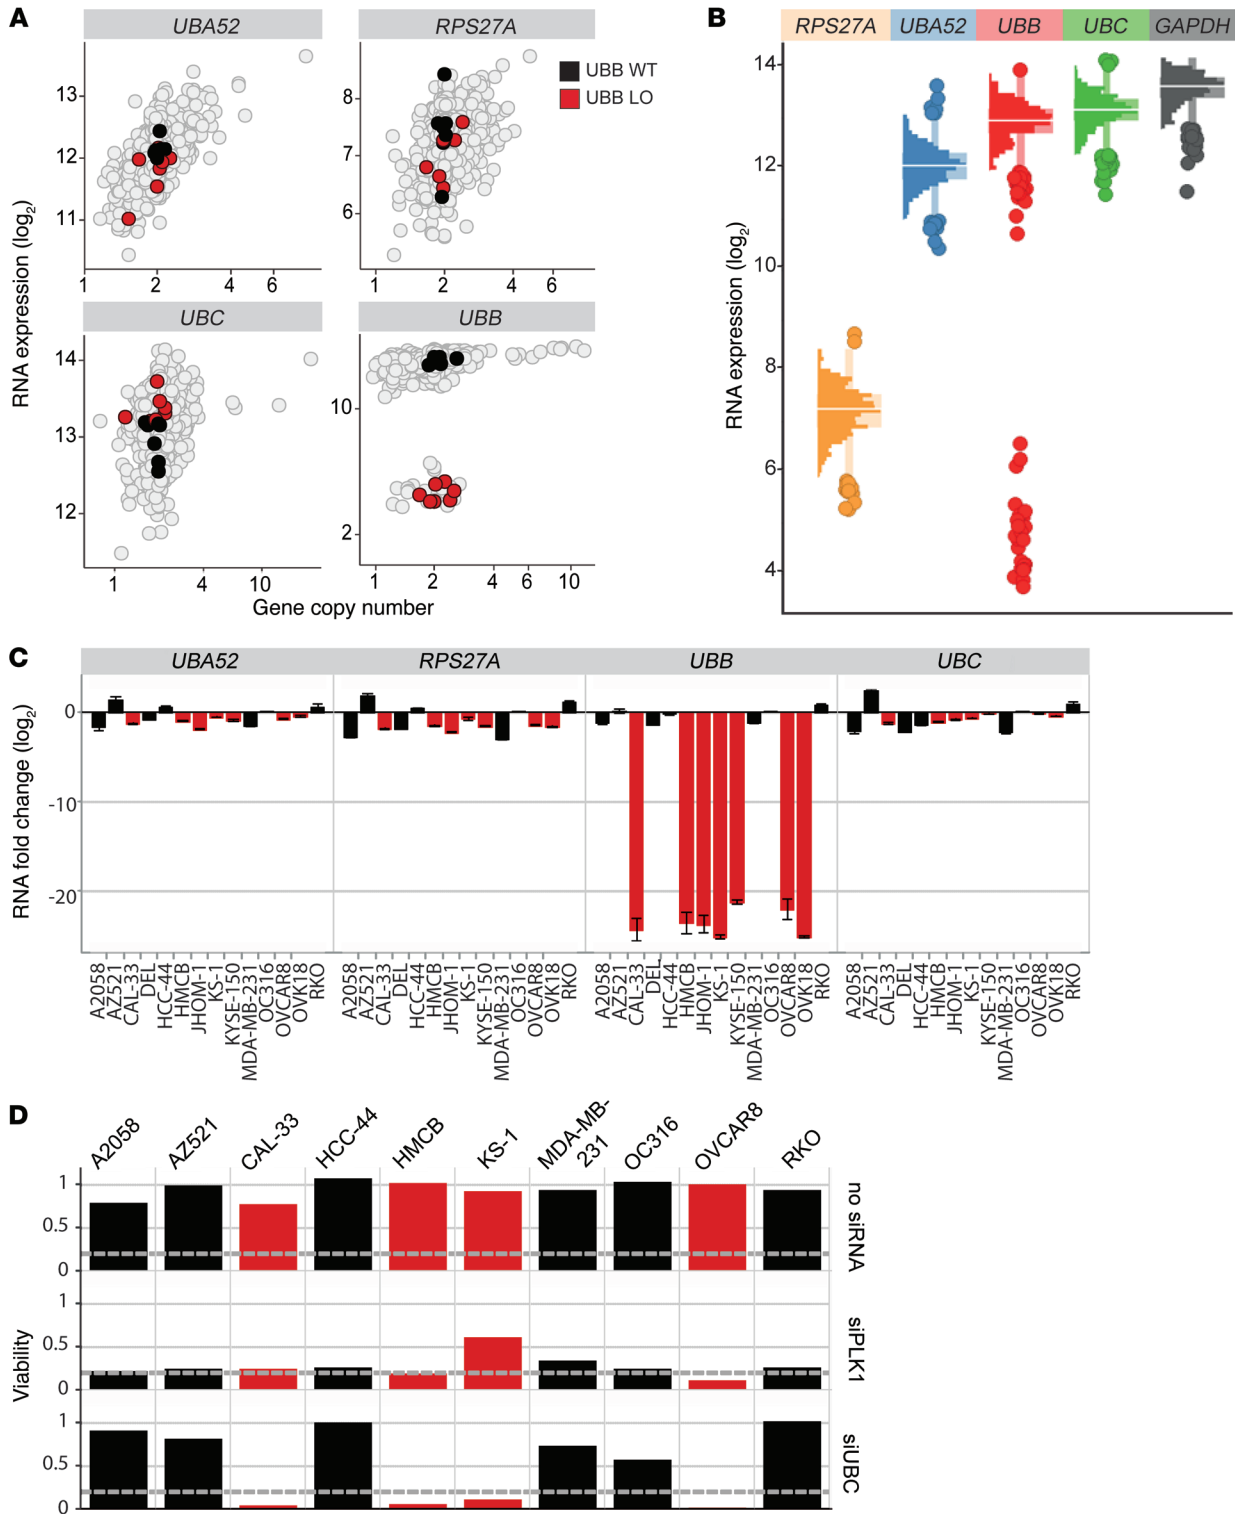 A
UBA52
RPS27A
UBB WT
UBB LO
13
12
11
8
7
6
1 2 4 6
1 2 4 6
RNA expression (log2)
UBC
UBB
14
13
12
10
2
1 4 10
1 2 4 6 10
Gene copy number
B
RPS27A UBA52 UBB UBC GAPDH
14
12
10
8
6
4
RNA expression (log2)
C
UBA52 RPS27A UBB UBC
0
-10
-20
RNA fold change (log2)
A2058 AZ521 CAL-33 DEL HCC-44 HMCB JHOM-1 KS-1 KYSE-150 MDA-MB-231 OC316 OVCAR8 OVK18 RKO
A2058 AZ521 CAL-33 DEL HCC-44 HMCB JHOM-1 KS-1 KYSE-150 MDA-MB-231 OC316 OVCAR8 OVK18 RKO
A2058 AZ521 CAL-33 DEL HCC-44 HMCB JHOM-1 KS-1 KYSE-150 MDA-MB-231 OC316 OVCAR8 OVK18 RKO
A2058 AZ521 CAL-33 DEL HCC-44 HMCB JHOM-1 KS-1 KYSE-150 MDA-MB-231 OC316 OVCAR8 OVK18 RKO
D
A2058 AZ521 CAL-33 HCC-44 HMCB KS-1 MDA-MB-231 OC316 OVCAR8 RKO
1
0.5
0
no siRNA
1
0.5
0
siPLK1
1
0.5
0
siUBC
Viability